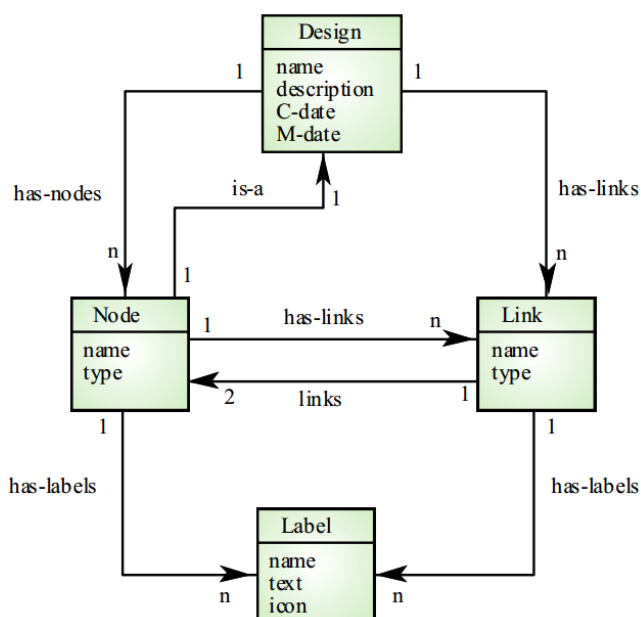 Design
1
1
name
description
C-date
M-date
is-a
has-nodes
has-links
1
n
n
1
Node
Link
1
has-links
n
name
type
name
type
2
links
1
1
1
has-labels
has-labels
Label
name
text
icon
n
n